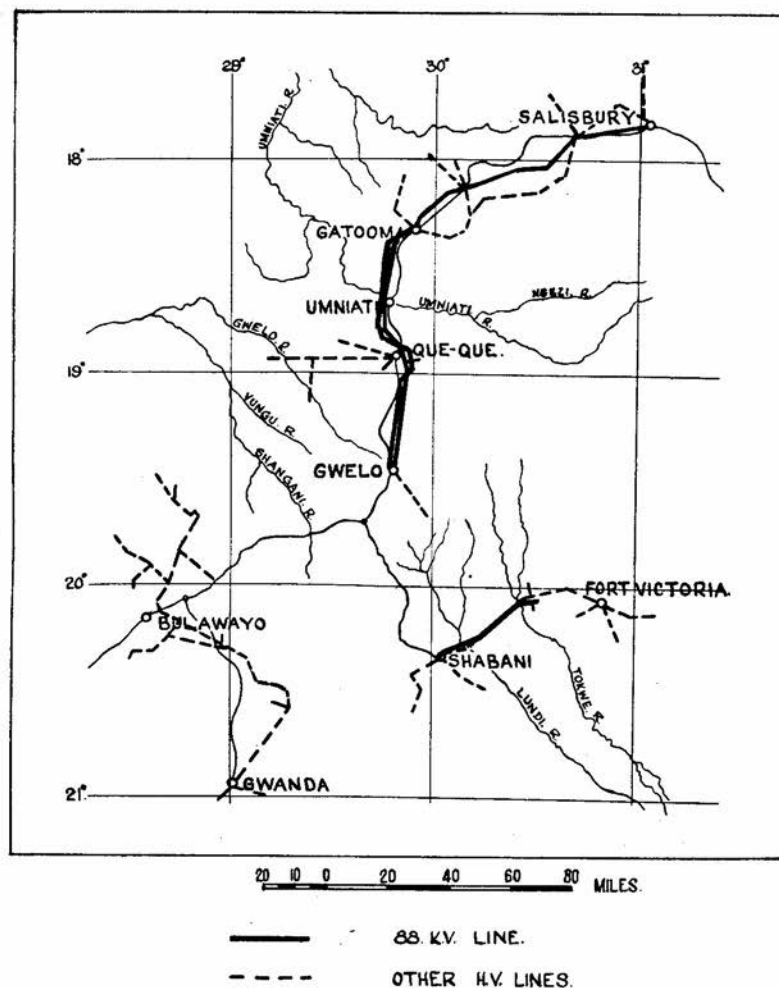 29° 30° 31°
SALISBURY
UMNIATI. R.
18°
GATOOMA
NGEZI. R.
UMNIATI
UMNIATI. R.
GWELO. R.
QUE-QUE.
19°
VUNGU. R.
SHANGANI. R.
GWELO
20°
FORT VICTORIA.
BULAWAYO
SHABANI
LUNDI. R.
TOKWE. R.
GWANDA
21°
20 10 0 20 40 60 80 MILES.
88. K.V. LINE.
OTHER H.V. LINES.